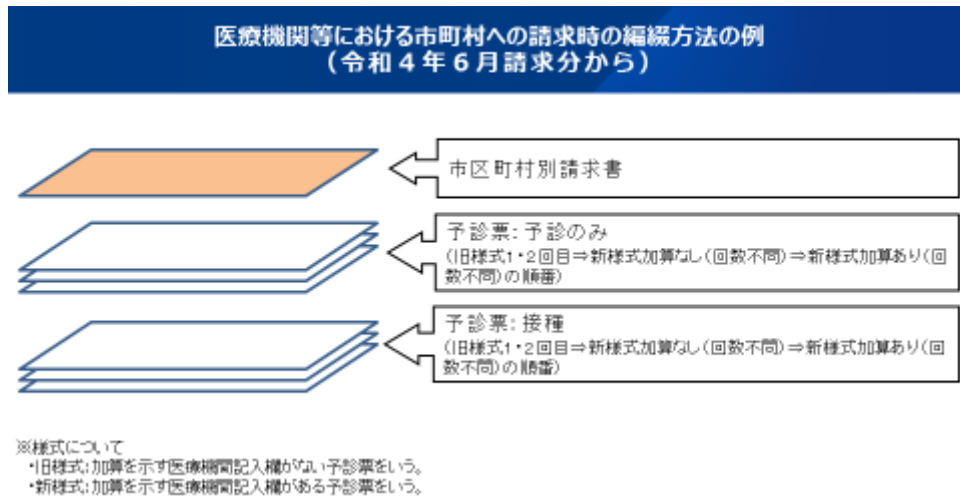 医療機関等における市町村への請求時の編綴方法の例
(令和４年６月請求分から)
市区町村別請求書
予診票：予診のみ
(旧様式1・2回目⇒新様式加算なし(回数不問)⇒新様式加算あり(回
数不問)の順番)
予診票：接種
(旧様式1・2回目⇒新様式加算なし(回数不問)⇒新様式加算あり(回
数不問)の順番)
※様式について
・旧様式：加算を示す医療機関記入欄がない予診票をいう。
・新様式：加算を示す医療機関記入欄がある予診票をいう。